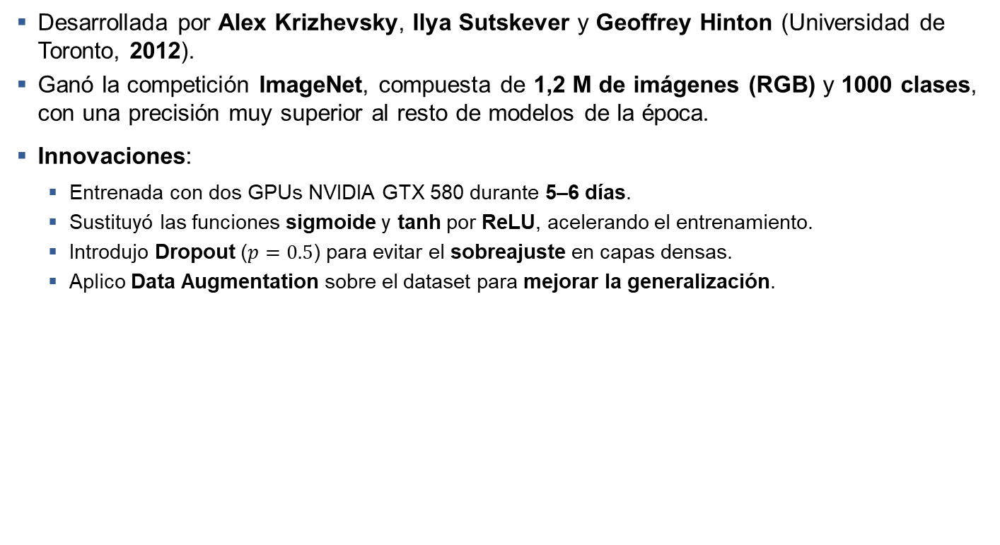 ▪ Desarrollada por Alex Krizhevsky, Ilya Sutskever y Geoffrey Hinton (Universidad de
Toronto, 2012).
▪ Ganó la competición ImageNet, compuesta de 1,2 M de imágenes (RGB) y 1000 clases,
con una precisión muy superior al resto de modelos de la época.
▪ Innovaciones:
▪ Entrenada con dos GPUs NVIDIA GTX 580 durante 5–6 días.
▪ Sustituyó las funciones sigmoide y tanh por ReLU, acelerando el entrenamiento.
▪ Introdujo Dropout (p = 0.5) para evitar el sobreajuste en capas densas.
▪ Aplico Data Augmentation sobre el dataset para mejorar la generalización.